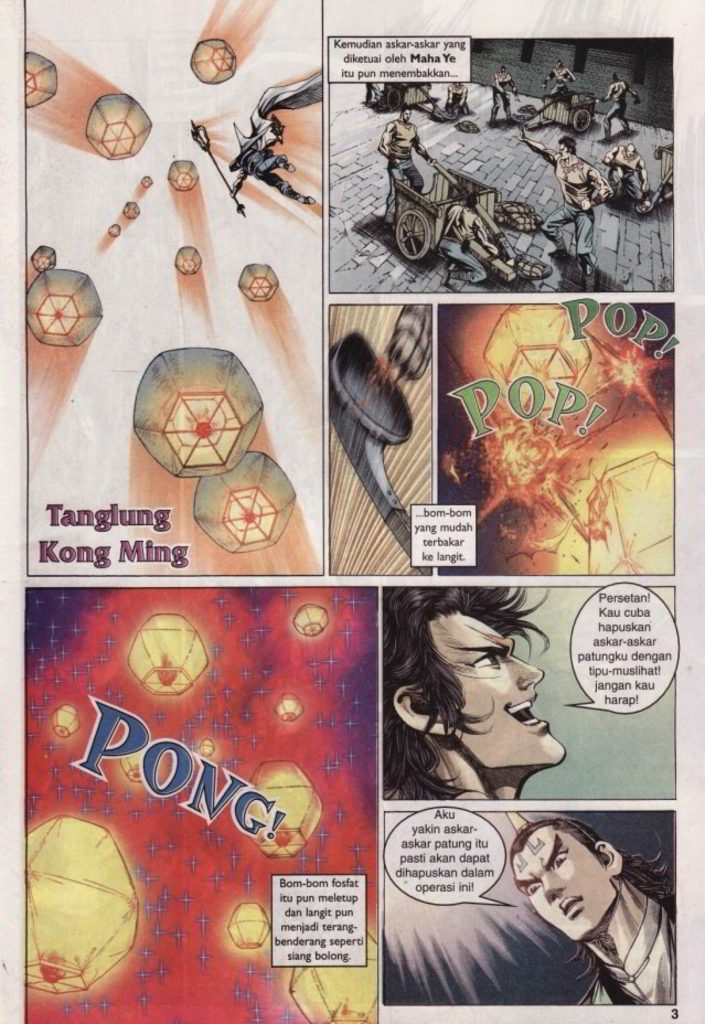 Tanglung
Kong Ming
Kemudian askar-askar yang
diketuai oleh Maha Ye
itu pun menembakkan...
...bom-bom
yang mudah
terbakar
ke langit.
POP!
POP!
PONG!
Bom-bom fosfat
itu pun meletup
dan langit pun
menjadi terang-
benderang seperti
siang bolong.
Persetan!
Kau cuba
hapuskan
askar-askar
patungku dengan
tipu-muslihat!
jangan kau
harap!
Aku
yakin askar-
askar patung itu
pasti akan dapat
dihapuskan dalam
operasi ini!
3